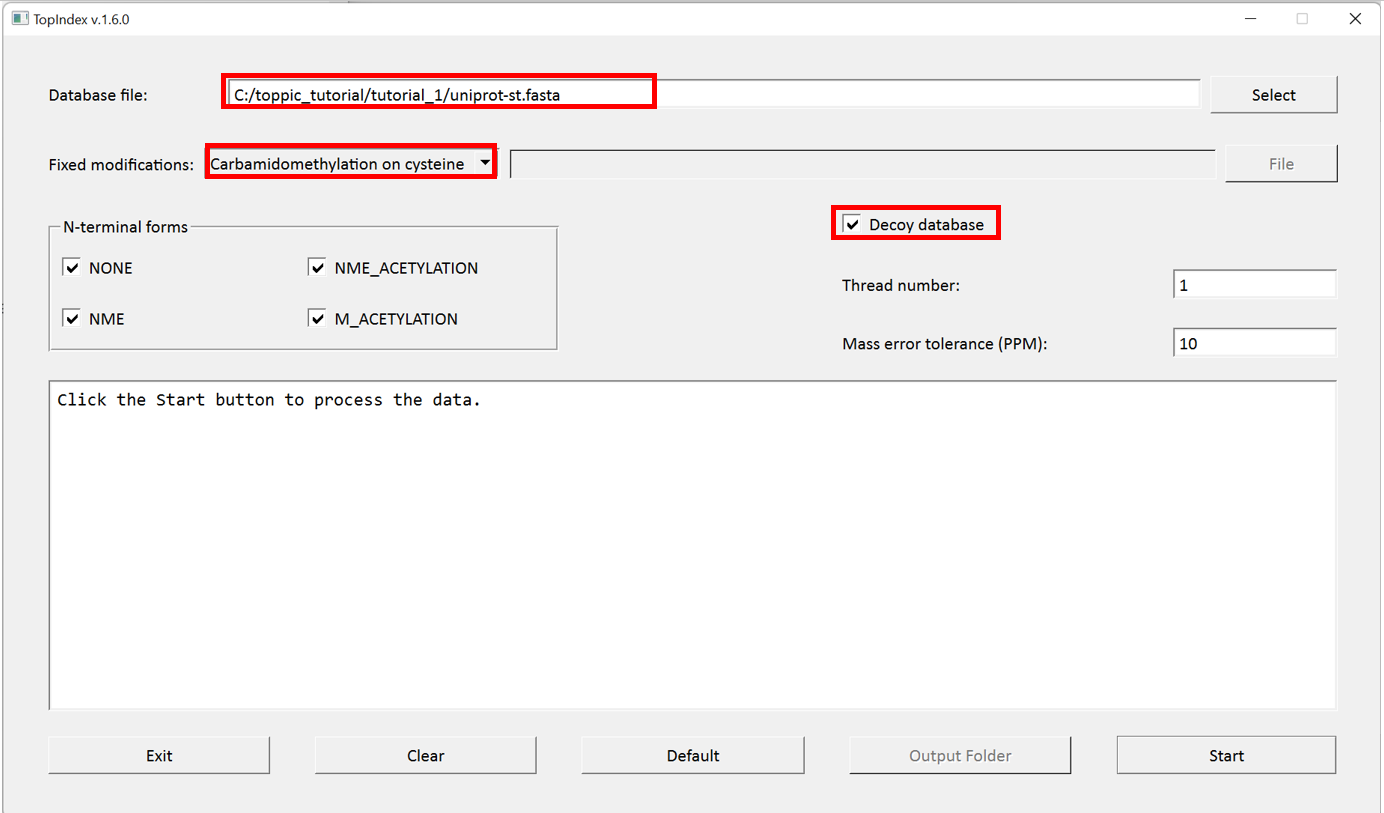 TopIndex v.1.6.0
Database file: C:/toppic_tutorial/tutorial_1/uniprot-st.fasta Select
Fixed modifications: Carbamidomethylation on cysteine File
N-terminal forms
Decoy database
NONE NME_ACETYLATION
Thread number: 1
NME M_ACETYLATION
Mass error tolerance (PPM): 10
Click the Start button to process the data.
Exit Clear Default Output Folder Start